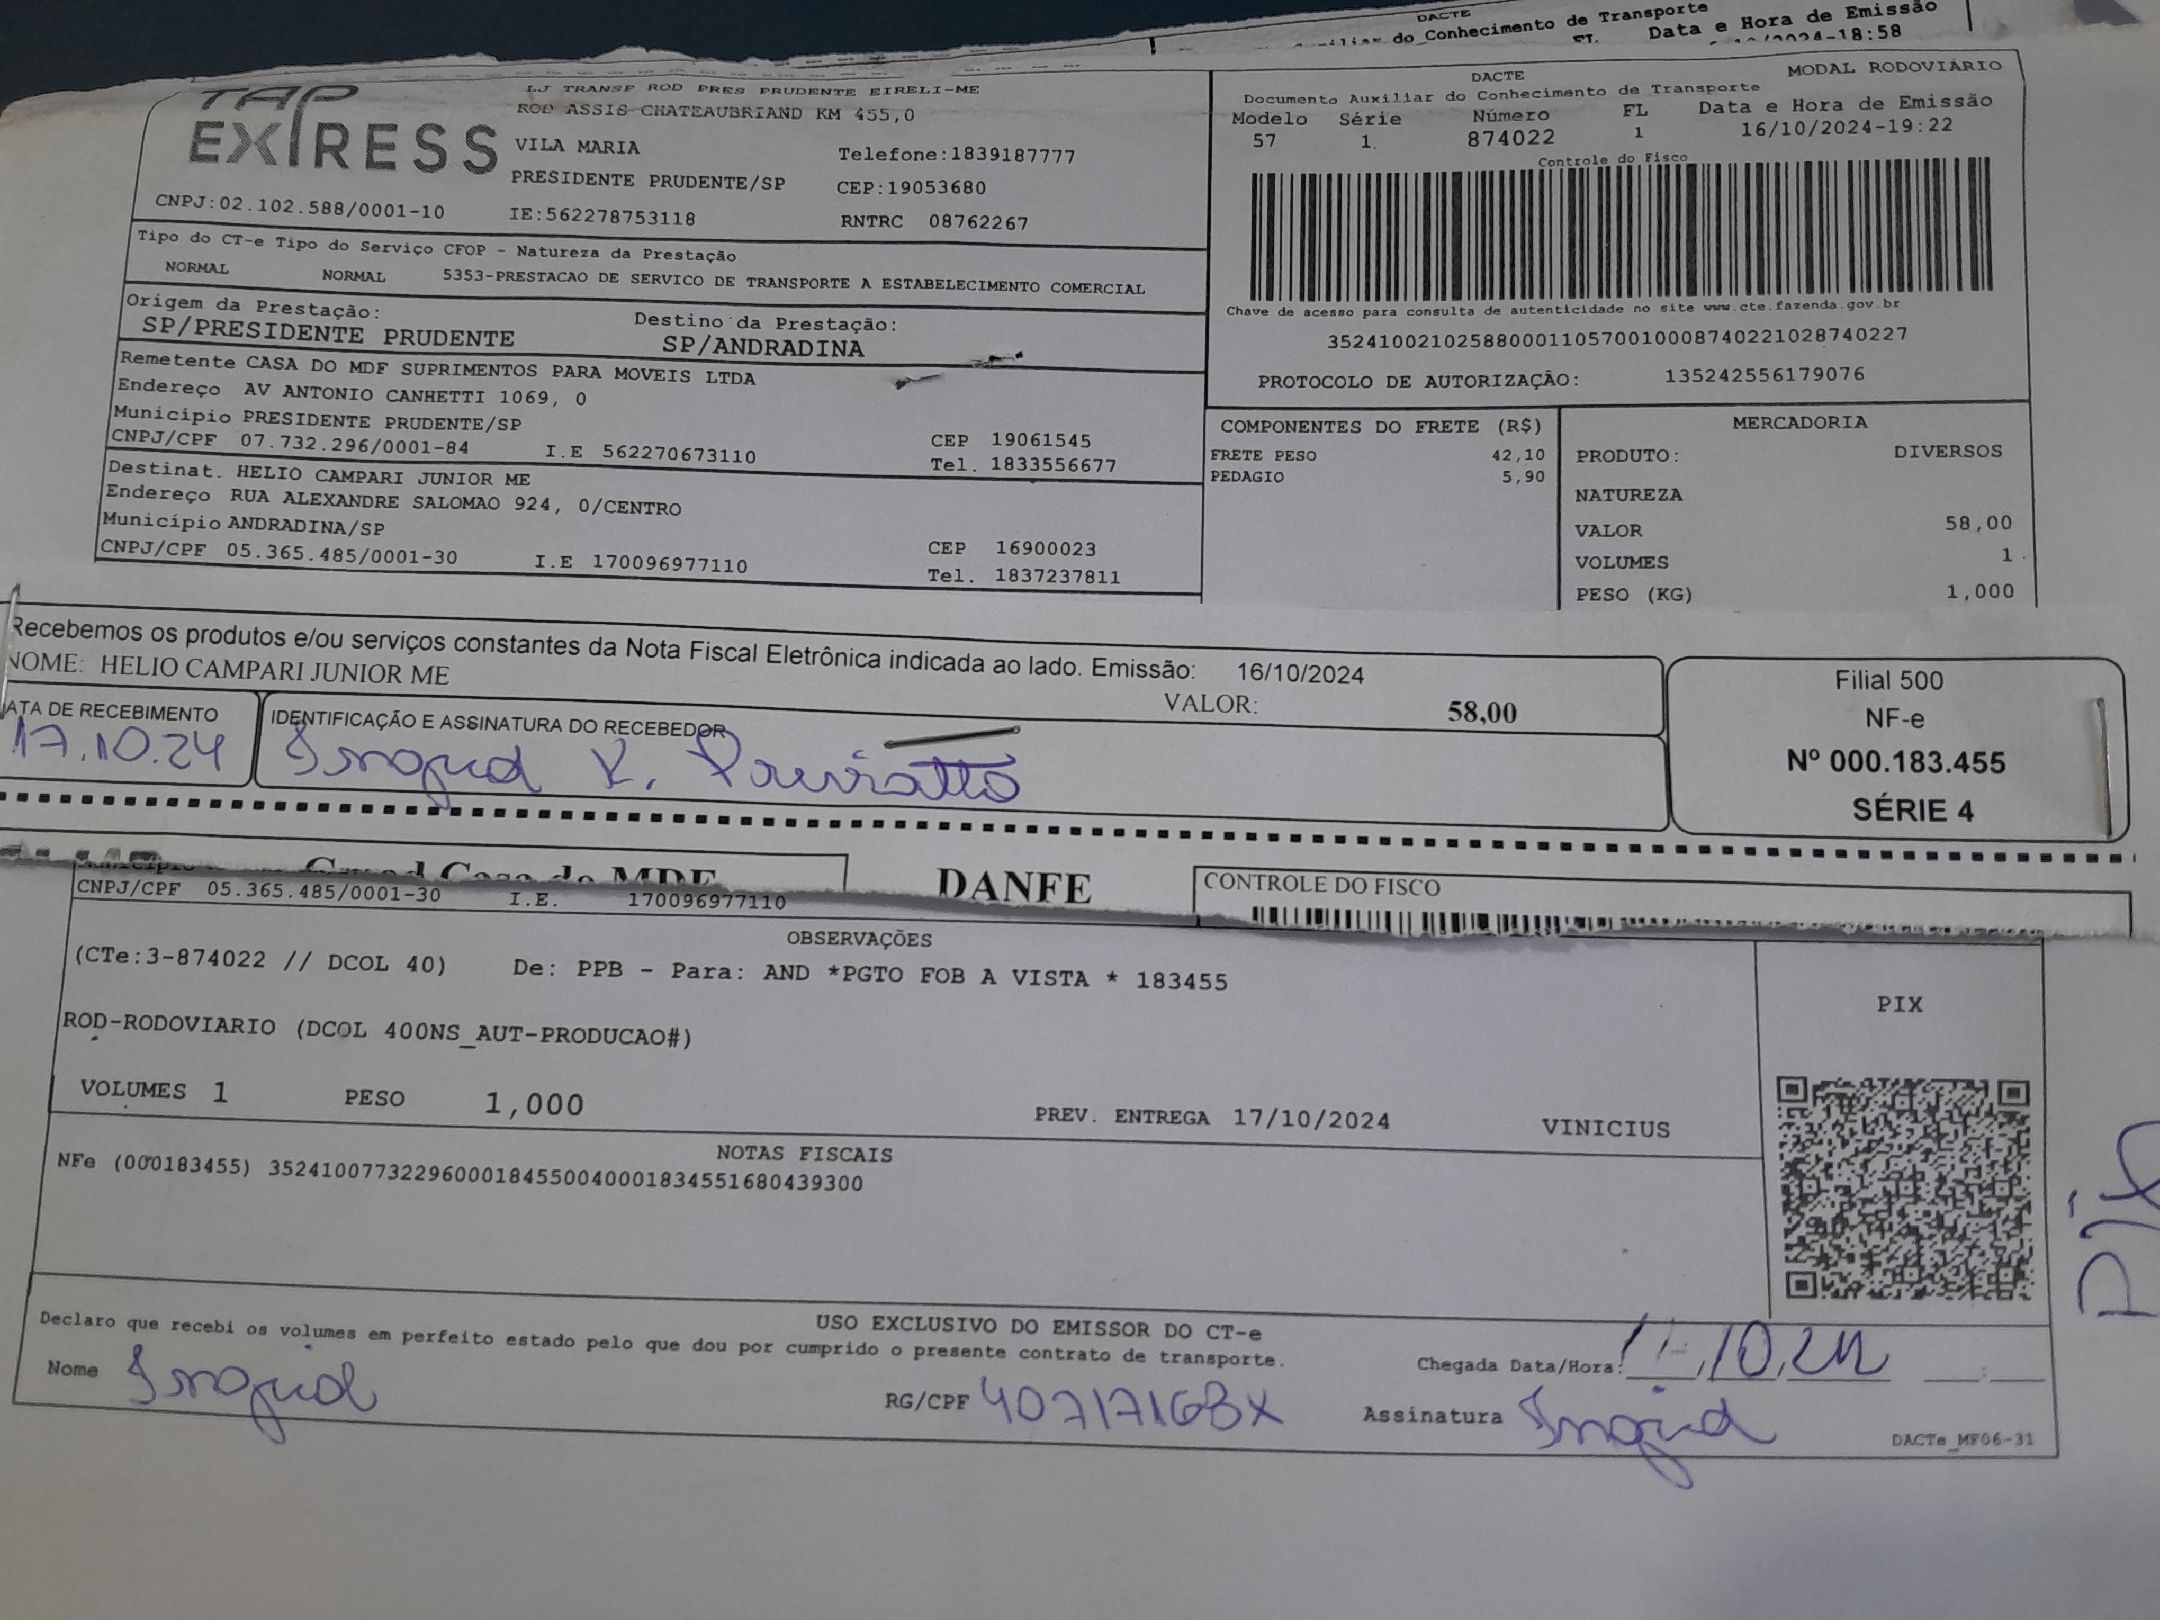 DACTE
do Conhecimento de Transporte
FL Data e Hora de Emissão
/2024-18:58
TAP
EXPRESS
LJ TRANSP ROD PRES PRUDENTE EIRELI-ME
ROD ASSIS CHATEAUBRIAND KM 455,0
VILA MARIA Telefone:1839187777
PRESIDENTE PRUDENTE/SP CEP:19053680
CNPJ:02.102.588/0001-10 IE:562278753118 RNTRC 08762267
DACTE MODAL RODOVIÁRIO
Documento Auxiliar do Conhecimento de Transporte
Modelo Série Número FL Data e Hora de Emissão
57 1 874022 1 16/10/2024-19:22
Controle do Fisco
Chave de acesso para consulta de autenticidade no site www.cte.fazenda.gov.br
35241002102588000110570010008740221028740227
PROTOCOLO DE AUTORIZAÇÃO: 135242556179076
Tipo do CT-e Tipo do Serviço CFOP - Natureza da Prestação
NORMAL NORMAL 5353-PRESTACAO DE SERVICO DE TRANSPORTE A ESTABELECIMENTO COMERCIAL
Origem da Prestação: Destino da Prestação:
SP/PRESIDENTE PRUDENTE SP/ANDRADINA
Remetente CASA DO MDF SUPRIMENTOS PARA MOVEIS LTDA
Endereço AV ANTONIO CANHETTI 1069, 0
Município PRESIDENTE PRUDENTE/SP CEP 19061545
CNPJ/CPF 07.732.296/0001-84 I.E 562270673110 Tel. 1833556677
Destinat. HELIO CAMPARI JUNIOR ME
Endereço RUA ALEXANDRE SALOMAO 924, 0/CENTRO
Município ANDRADINA/SP CEP 16900023
CNPJ/CPF 05.365.485/0001-30 I.E 170096977110 Tel. 1837237811
COMPONENTES DO FRETE (R$)
FRETE PESO 42,10
PEDAGIO 5,90
MERCADORIA
PRODUTO: DIVERSOS
NATUREZA
VALOR 58,00
VOLUMES 1
PESO (KG) 1,000
Recebemos os produtos e/ou serviços constantes da Nota Fiscal Eletrônica indicada ao lado. Emissão: 16/10/2024
NOME: HELIO CAMPARI JUNIOR ME VALOR: 58,00
ATA DE RECEBIMENTO IDENTIFICAÇÃO E ASSINATURA DO RECEBEDOR
17.10.24 Ingrid
Filial 500
NF-e
Nº 000.183.455
SÉRIE 4
Casa do MDF DANFE CONTROLE DO FISCO
CNPJ/CPF 05.365.485/0001-30 I.E. 170096977110
OBSERVAÇÕES
(CTe:3-874022 // DCOL 40) De: PPB - Para: AND *PGTO FOB A VISTA * 183455
ROD-RODOVIARIO (DCOL 400NS_AUT-PRODUCAO#)
VOLUMES 1 PESO 1,000 PREV. ENTREGA 17/10/2024 VINICIUS
PIX
NOTAS FISCAIS
NFe (000183455) 35241007732296000184550040001834551680439300
USO EXCLUSIVO DO EMISSOR DO CT-e
Declaro que recebi os volumes em perfeito estado pelo que dou por cumprido o presente contrato de transporte.
Nome Ingrid RG/CPF 40717168X Chegada Data/Hora:
Assinatura Ingrid
DACTe_MF06-31